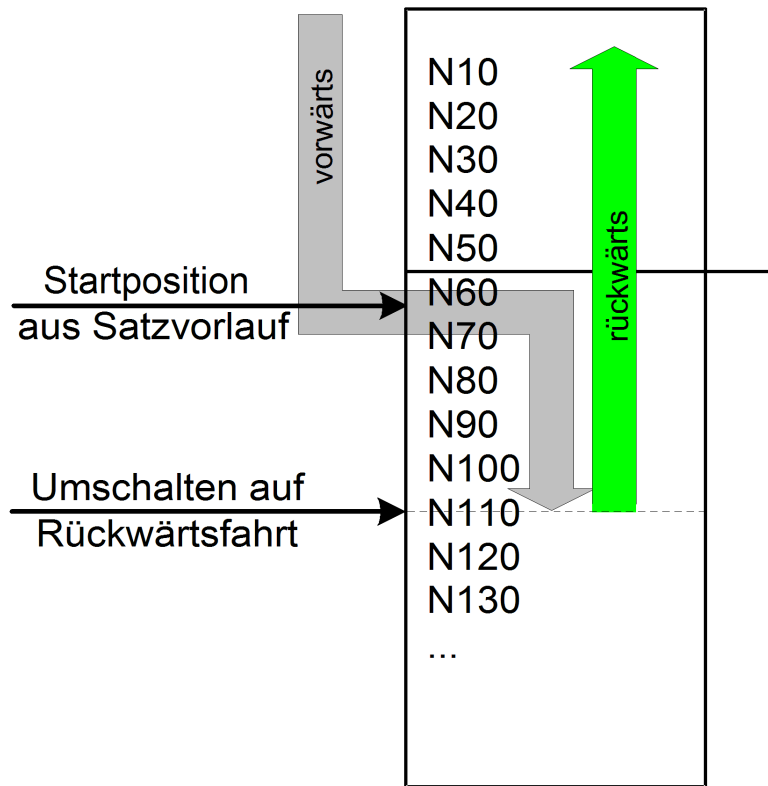 vorwärts
N10
N20
N30
N40
N50
N60
N70
N80
N90
N100
N110
N120
N130
...
rückwärts
Startposition
aus Satzvorlauf
Umschalten auf
Rückwärtsfahrt